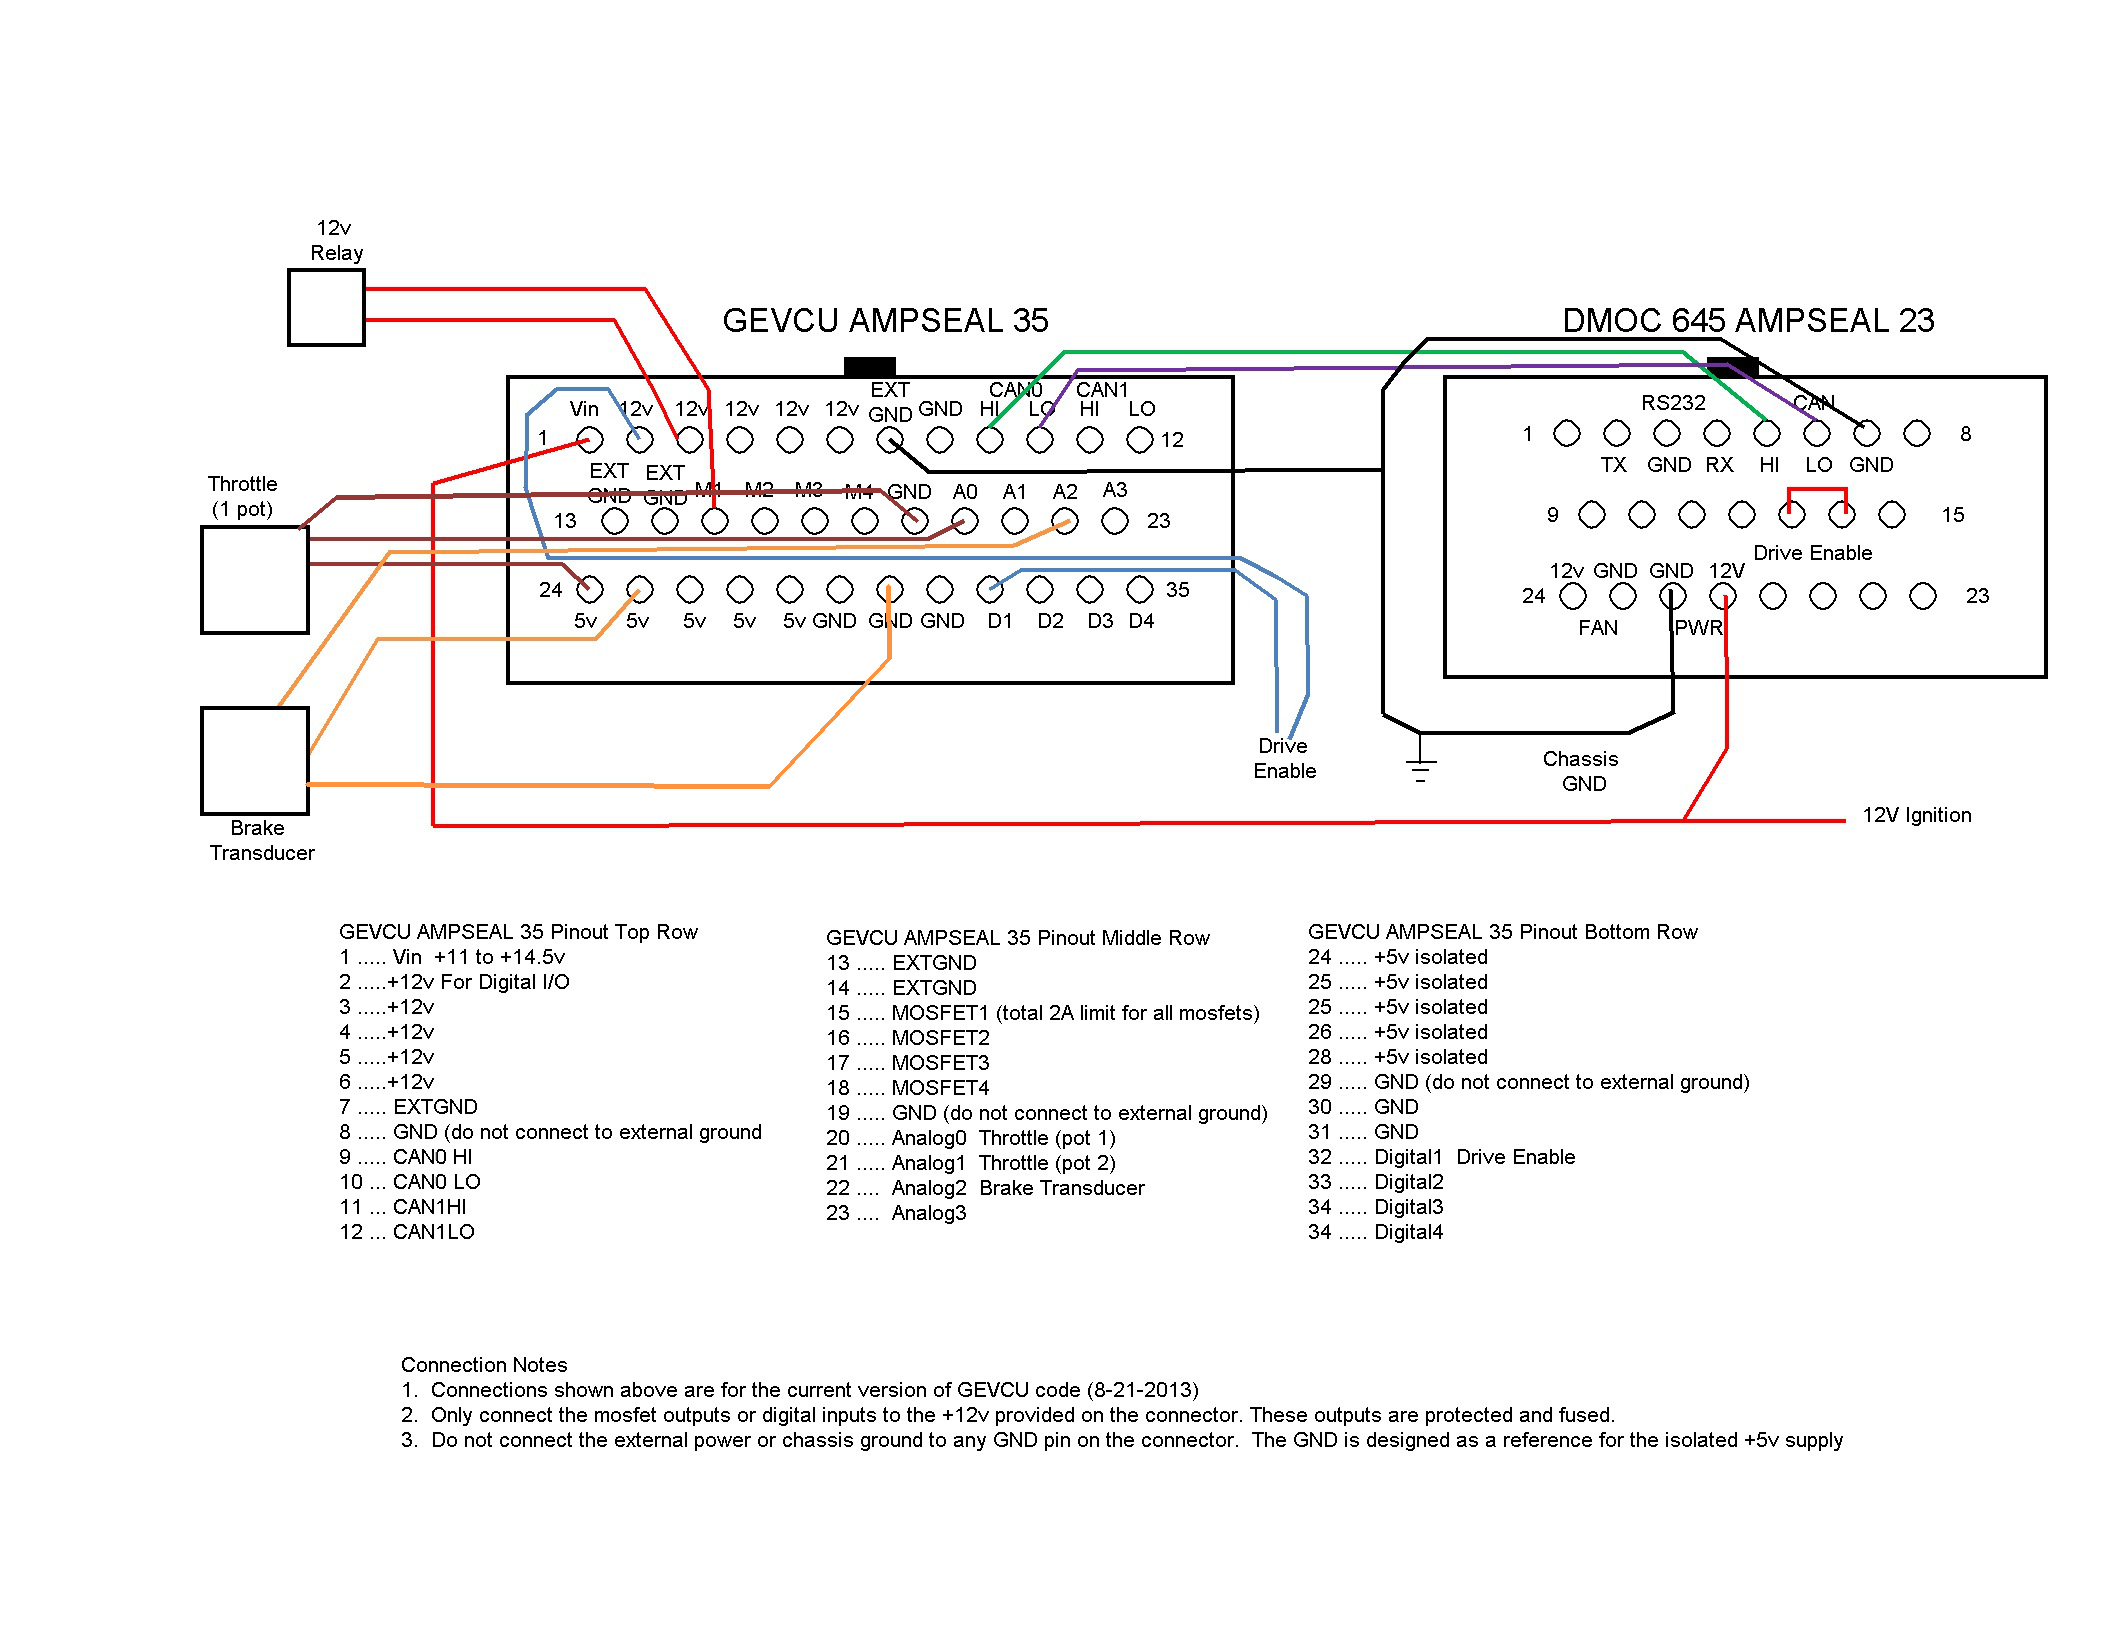 12v
Relay
GEVCU AMPSEAL 35
DMOC 645 AMPSEAL 23
EXT
CAN0 CAN1
Vin 12v 12v 12v 12v 12v GND GND HI LO HI LO
1 12
EXT EXT
GND GND M1 M2 M3 M4 GND A0 A1 A2 A3
13 23
24 35
5v 5v 5v 5v 5v GND GND GND D1 D2 D3 D4
RS232 CAN
1 8
TX GND RX HI LO GND
9 15
Drive Enable
12v GND GND 12V
24 23
FAN PWR
Throttle
(1 pot)
Brake
Transducer
Drive
Enable
Chassis
GND
12V Ignition
GEVCU AMPSEAL 35 Pinout Top Row
1 ..... Vin +11 to +14.5v
2 .....+12v For Digital I/O
3 .....+12v
4 .....+12v
5 .....+12v
6 .....+12v
7 ..... EXTGND
8 ..... GND (do not connect to external ground
9 ..... CAN0 HI
10 ... CAN0 LO
11 ... CAN1HI
12 ... CAN1LO
GEVCU AMPSEAL 35 Pinout Middle Row
13 ..... EXTGND
14 ..... EXTGND
15 ..... MOSFET1 (total 2A limit for all mosfets)
16 ..... MOSFET2
17 ..... MOSFET3
18 ..... MOSFET4
19 ..... GND (do not connect to external ground)
20 ..... Analog0 Throttle (pot 1)
21 ..... Analog1 Throttle (pot 2)
22 .... Analog2 Brake Transducer
23 .... Analog3
GEVCU AMPSEAL 35 Pinout Bottom Row
24 ..... +5v isolated
25 ..... +5v isolated
25 ..... +5v isolated
26 ..... +5v isolated
28 ..... +5v isolated
29 ..... GND (do not connect to external ground)
30 ..... GND
31 ..... GND
32 ..... Digital1 Drive Enable
33 ..... Digital2
34 ..... Digital3
34 ..... Digital4
Connection Notes
1. Connections shown above are for the current version of GEVCU code (8-21-2013)
2. Only connect the mosfet outputs or digital inputs to the +12v provided on the connector. These outputs are protected and fused.
3. Do not connect the external power or chassis ground to any GND pin on the connector. The GND is designed as a reference for the isolated +5v supply